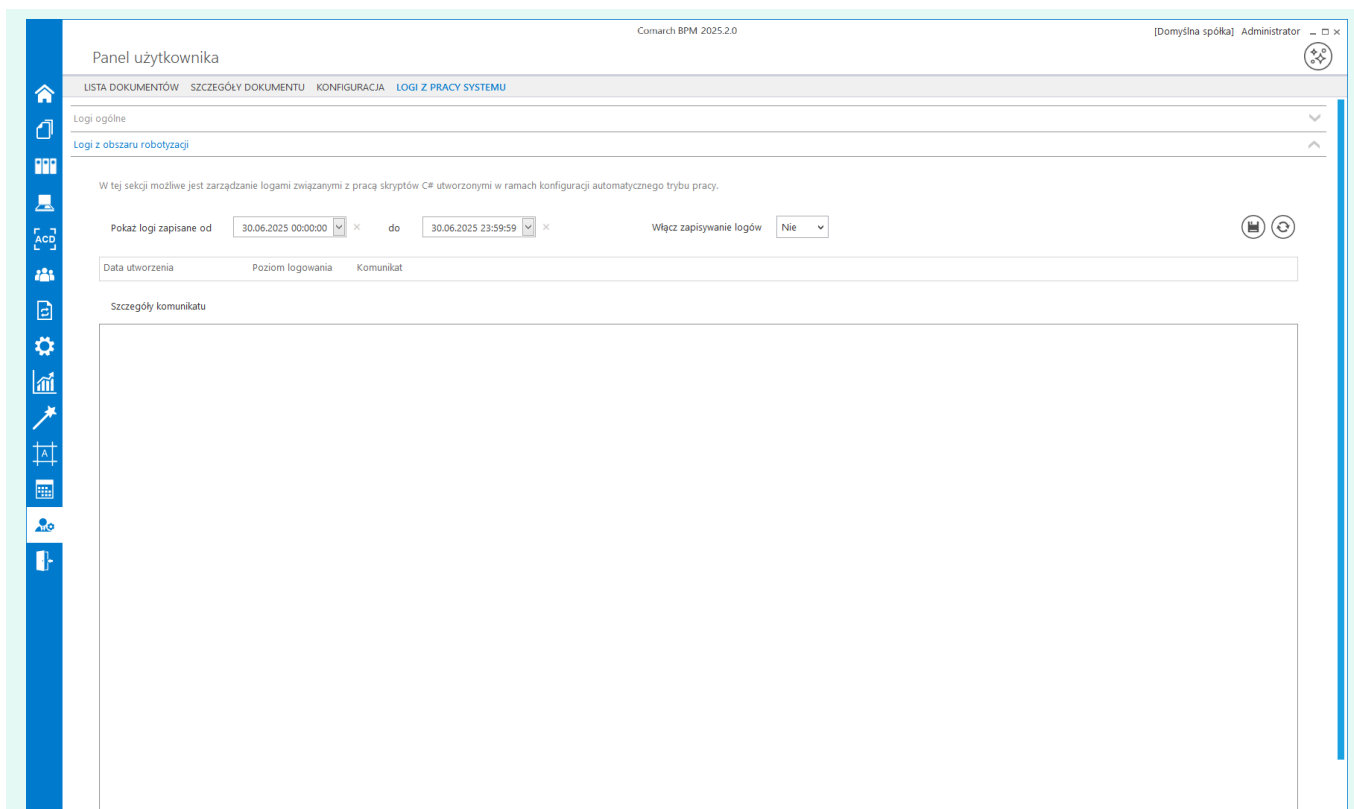 Comarch BPM 2025.2.0
[Domyślna spółka] Administrator
Panel użytkownika
LISTA DOKUMENTÓW SZCZEGÓŁY DOKUMENTU KONFIGURACJA LOGI Z PRACY SYSTEMU
Logi ogólne
Logi z obszaru robotyzacji
W tej sekcji możliwe jest zarządzanie logami związanymi z pracą skryptów C# utworzonymi w ramach konfiguracji automatycznego trybu pracy.
Pokaż logi zapisane od 30.06.2025 00:00:00 do 30.06.2025 23:59:59 Włącz zapisywanie logów Nie
ACD
Data utworzenia Poziom logowania Komunikat
Szczegóły komunikatu
A